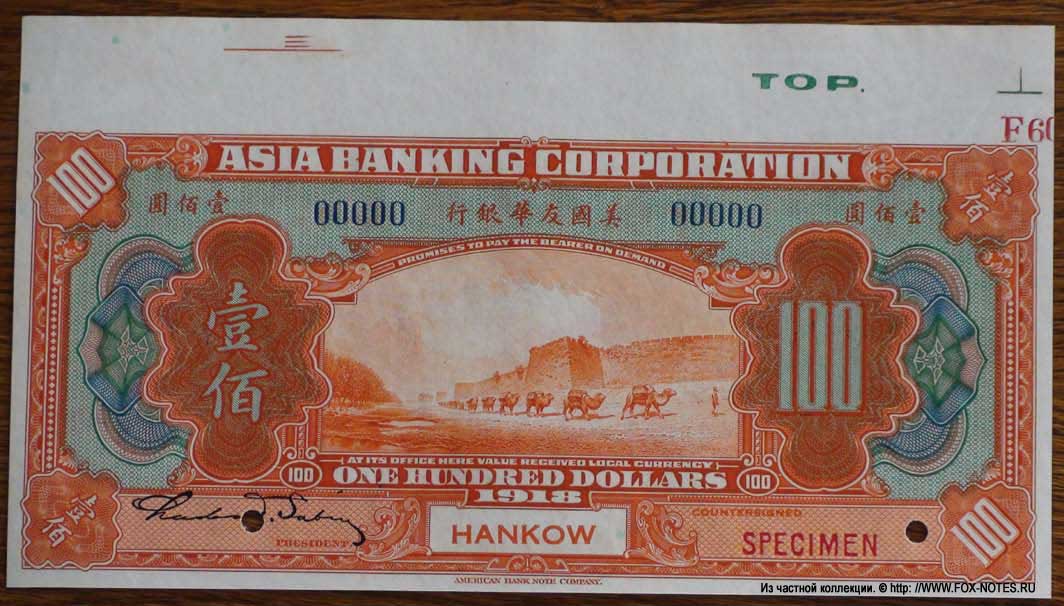 TOP.
F60
100 ASIA BANKING CORPORATION 壹佰
圓佰壹 00000 行銀華友國美 00000 圓佰壹
PROMISES TO PAY THE BEARER ON DEMAND
壹佰 100
AT ITS OFFICE HERE VALUE RECEIVED LOCAL CURRENCY
100 ONE HUNDRED DOLLARS 100
1918
壹佰 Charles H. Sabin COUNTERSIGNED 100
PRESIDENT HANKOW SPECIMEN
AMERICAN BANK NOTE COMPANY.
Из частной коллекции. © http: //WWW.FOX-NOTES.RU